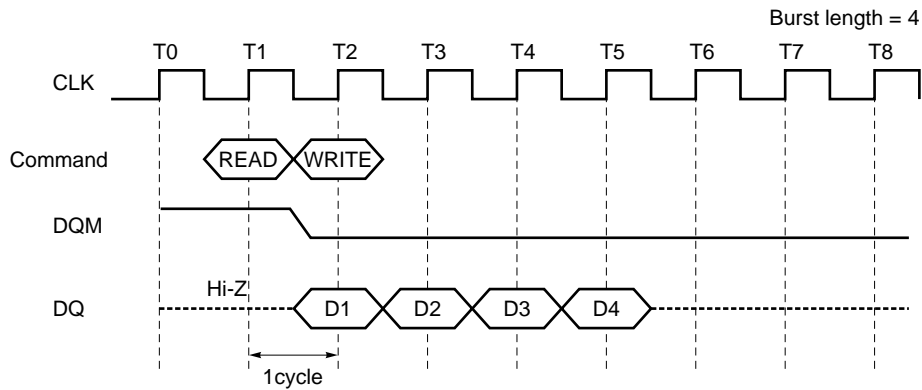 Burst length = 4
T0 T1 T2 T3 T4 T5 T6 T7 T8
CLK
Command READ WRITE
DQM
Hi-Z
DQ D1 D2 D3 D4
1cycle